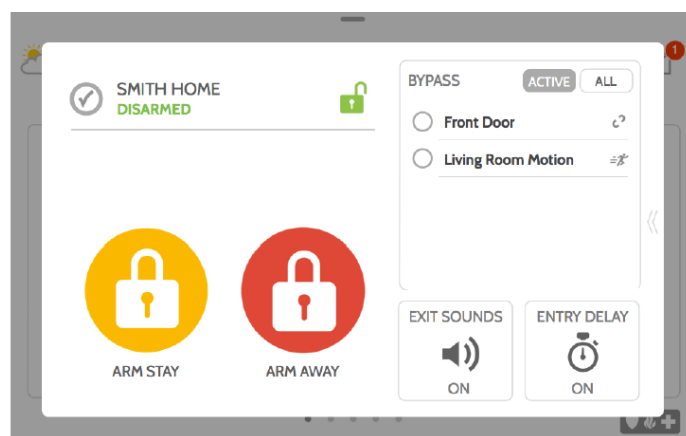 1
SMITH HOME
DISARMED
BYPASS
ACTIVE
ALL
Front Door
Living Room Motion
ARM STAY
ARM AWAY
EXIT SOUNDS
ON
ENTRY DELAY
ON